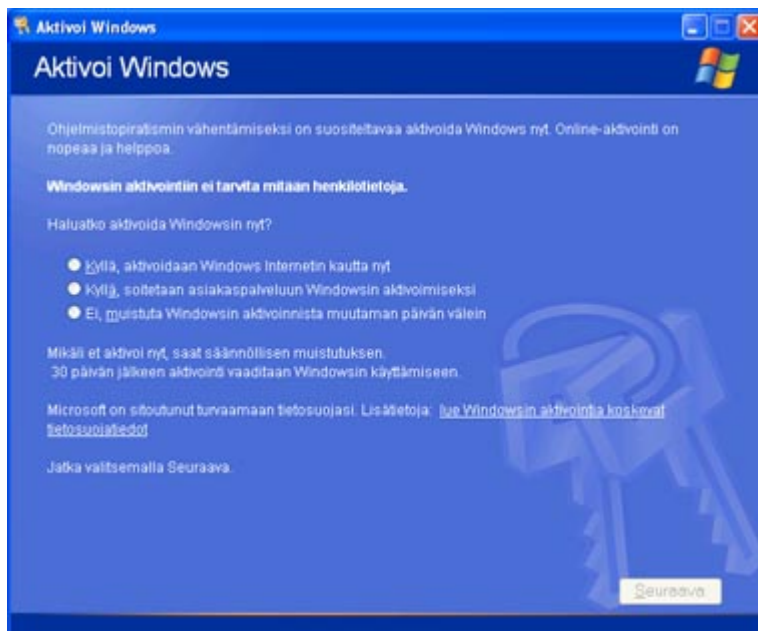 Aktivoi Windows
Aktivoi Windows
Ohjelmistopiratismin vähentämiseksi on suositeltavaa aktivoida Windows nyt. Online-aktivointi on
nopeaa ja helppoa.
Windowsin aktivointiin ei tarvita mitään henkilötietoja.
Haluatko aktivoida Windowsin nyt?
Kyllä, aktivoidaan Windows Internetin kautta nyt
Kyllä, soitetaan asiakaspalveluun Windowsin aktivoimiseksi
Ei, muistuta Windowsin aktivoinnista muutaman päivän välein
Mikäli et aktivoi nyt, saat säännöllisen muistutuksen.
30 päivän jälkeen aktivointi vaaditaan Windowsin käyttämiseen.
Microsoft on sitoutunut turvaamaan tietosuojasi. Lisätietoja: lue Windowsin aktivointia koskevat
tietosuojatiedot
Jatka valitsemalla Seuraava.
Seuraava